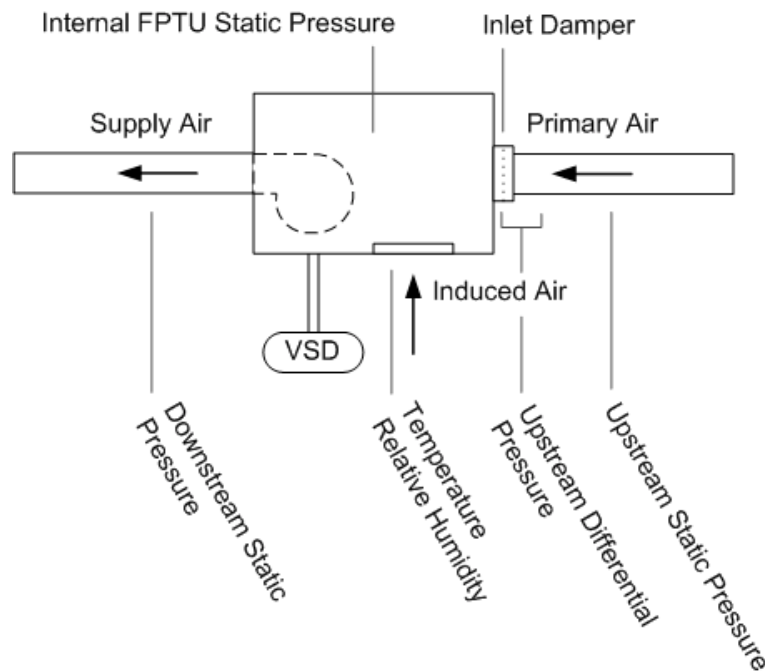 Internal FPTU Static Pressure
Inlet Damper
Supply Air
Primary Air
Induced Air
VSD
Downstream Static
Pressure
Temperature
Relative Humidity
Upstream Differential
Pressure
Upstream Static Pressure